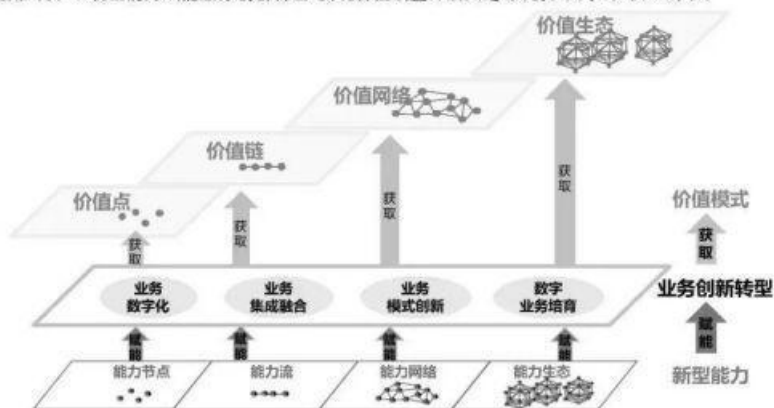 价值生态
价值网络
价值链
价值点
获取
获取
获取
获取
价值模式
获取
业务
数字化
业务
集成融合
业务
模式创新
数字
业务培育
业务创新转型
赋能
赋能
赋能
赋能
赋能
能力节点
能力流
能力网络
能力生态
新型能力